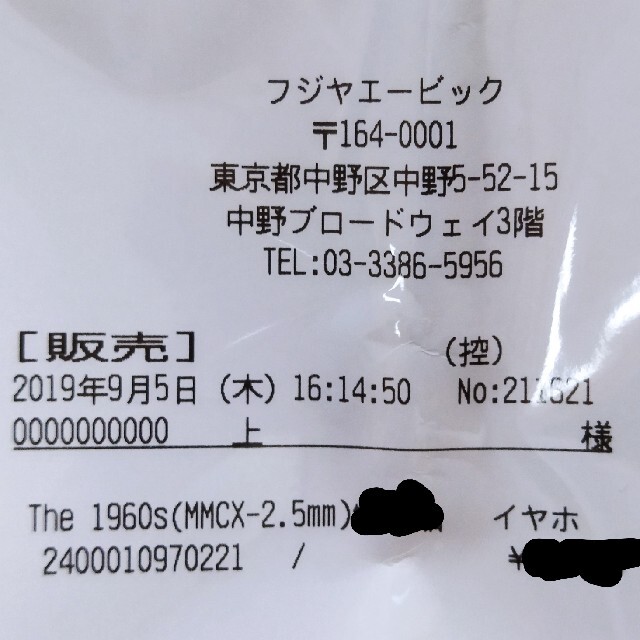 フジヤエービック
〒164-0001
東京都中野区中野5-52-15
中野ブロードウェイ3階
TEL:03-3386-5956
[販売] (控)
2019年9月5日 (木) 16:14:50 No:211621
0000000000 上 様
The 1960s(MMCX-2.5mm) イヤホ
2400010970221 / ¥